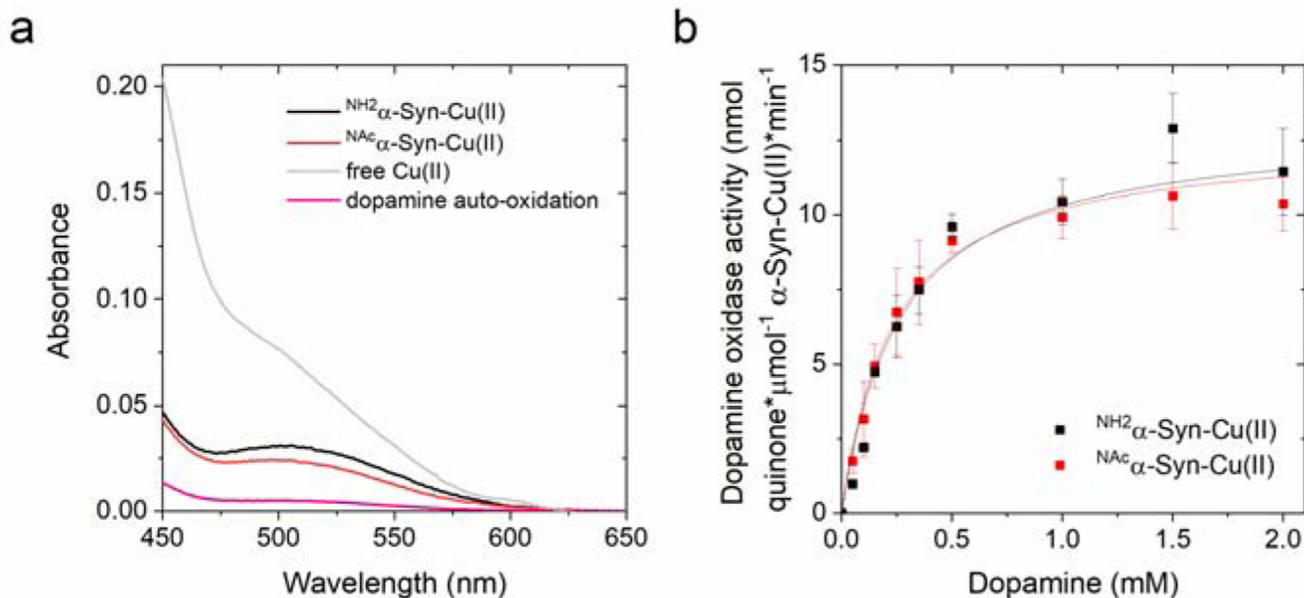 a
Absorbance
0.20
0.15
0.10
0.05
0.00
450
500
550
600
650
Wavelength (nm)
NH2α-Syn-Cu(II)
NAcα-Syn-Cu(II)
free Cu(II)
dopamine auto-oxidation
b
Dopamine oxidase activity (nmol
quinone*μmol-1 α-Syn-Cu(II)*min-1
15
10
5
0
0.0
0.5
1.0
1.5
2.0
Dopamine (mM)
NH2α-Syn-Cu(II)
NAcα-Syn-Cu(II)